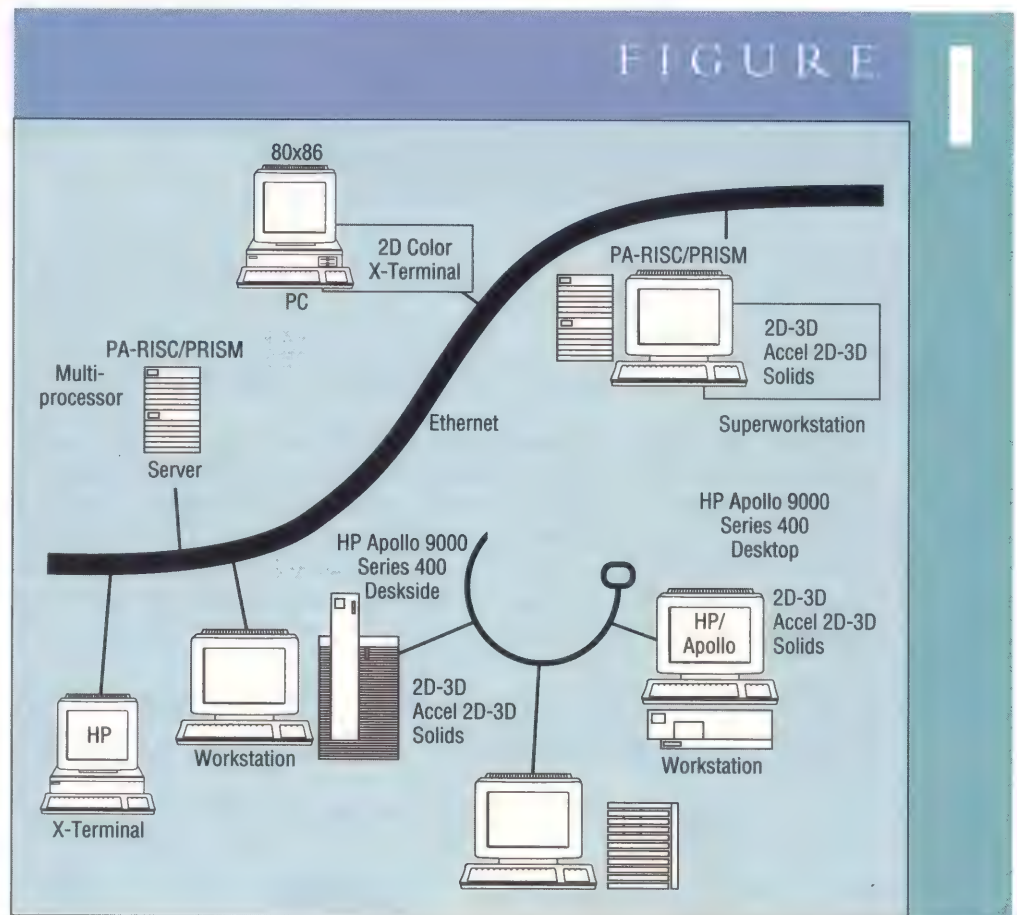 FIGURE
1
80x86
2D Color
X-Terminal
PC
PA-RISC/PRISM
2D-3D
Accel 2D-3D
Solids
Superworkstation
PA-RISC/PRISM
Multi-
processor
Server
Ethernet
HP Apollo 9000
Series 400
Deskside
HP Apollo 9000
Series 400
Desktop
2D-3D
Accel 2D-3D
Solids
HP/
Apollo
Workstation
2D-3D
Accel 2D-3D
Solids
Workstation
HP
X-Terminal